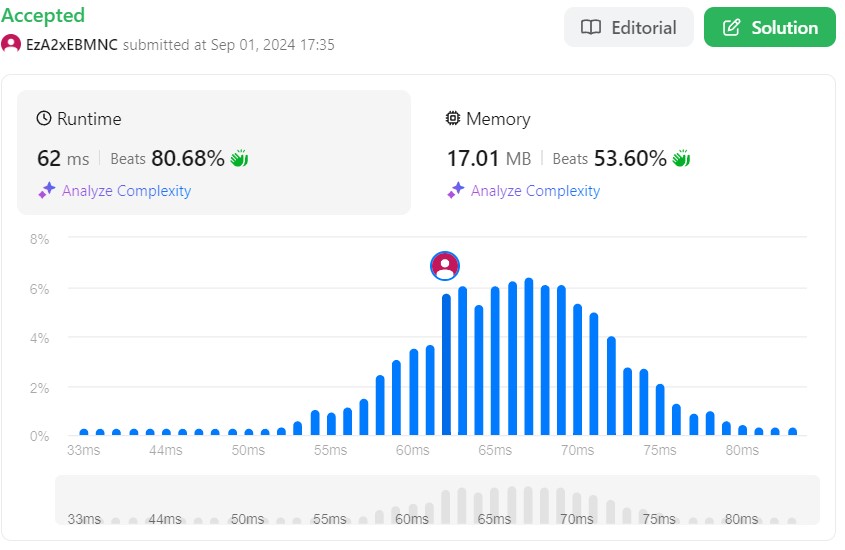 Accepted
Editorial
Solution
EzA2xEBMNC submitted at Sep 01, 2024 17:35
Runtime
62 ms Beats 80.68%
Analyze Complexity
Memory
17.01 MB Beats 53.60%
Analyze Complexity
8%
6%
4%
2%
0%
33ms 44ms 50ms 55ms 60ms 65ms 70ms 75ms 80ms
33ms 44ms 50ms 55ms 60ms 65ms 70ms 75ms 80ms